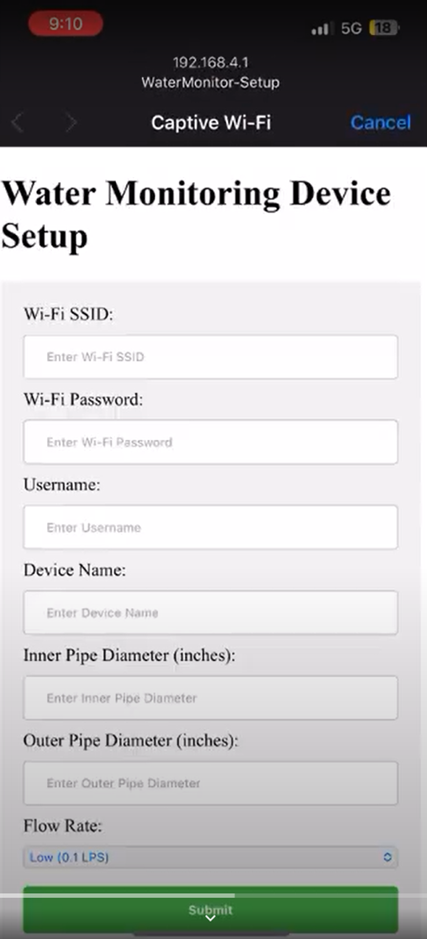 9:10
5G
18
192.168.4.1
WaterMonitor-Setup
Captive Wi-Fi
Cancel
Water Monitoring Device
Setup
Wi-Fi SSID:
Enter Wi-Fi SSID
Wi-Fi Password:
Enter Wi-Fi Password
Username:
Enter Username
Device Name:
Enter Device Name
Inner Pipe Diameter (inches):
Enter Inner Pipe Diameter
Outer Pipe Diameter (inches):
Enter Outer Pipe Diameter
Flow Rate:
Low (0.1 LPS)
Submit